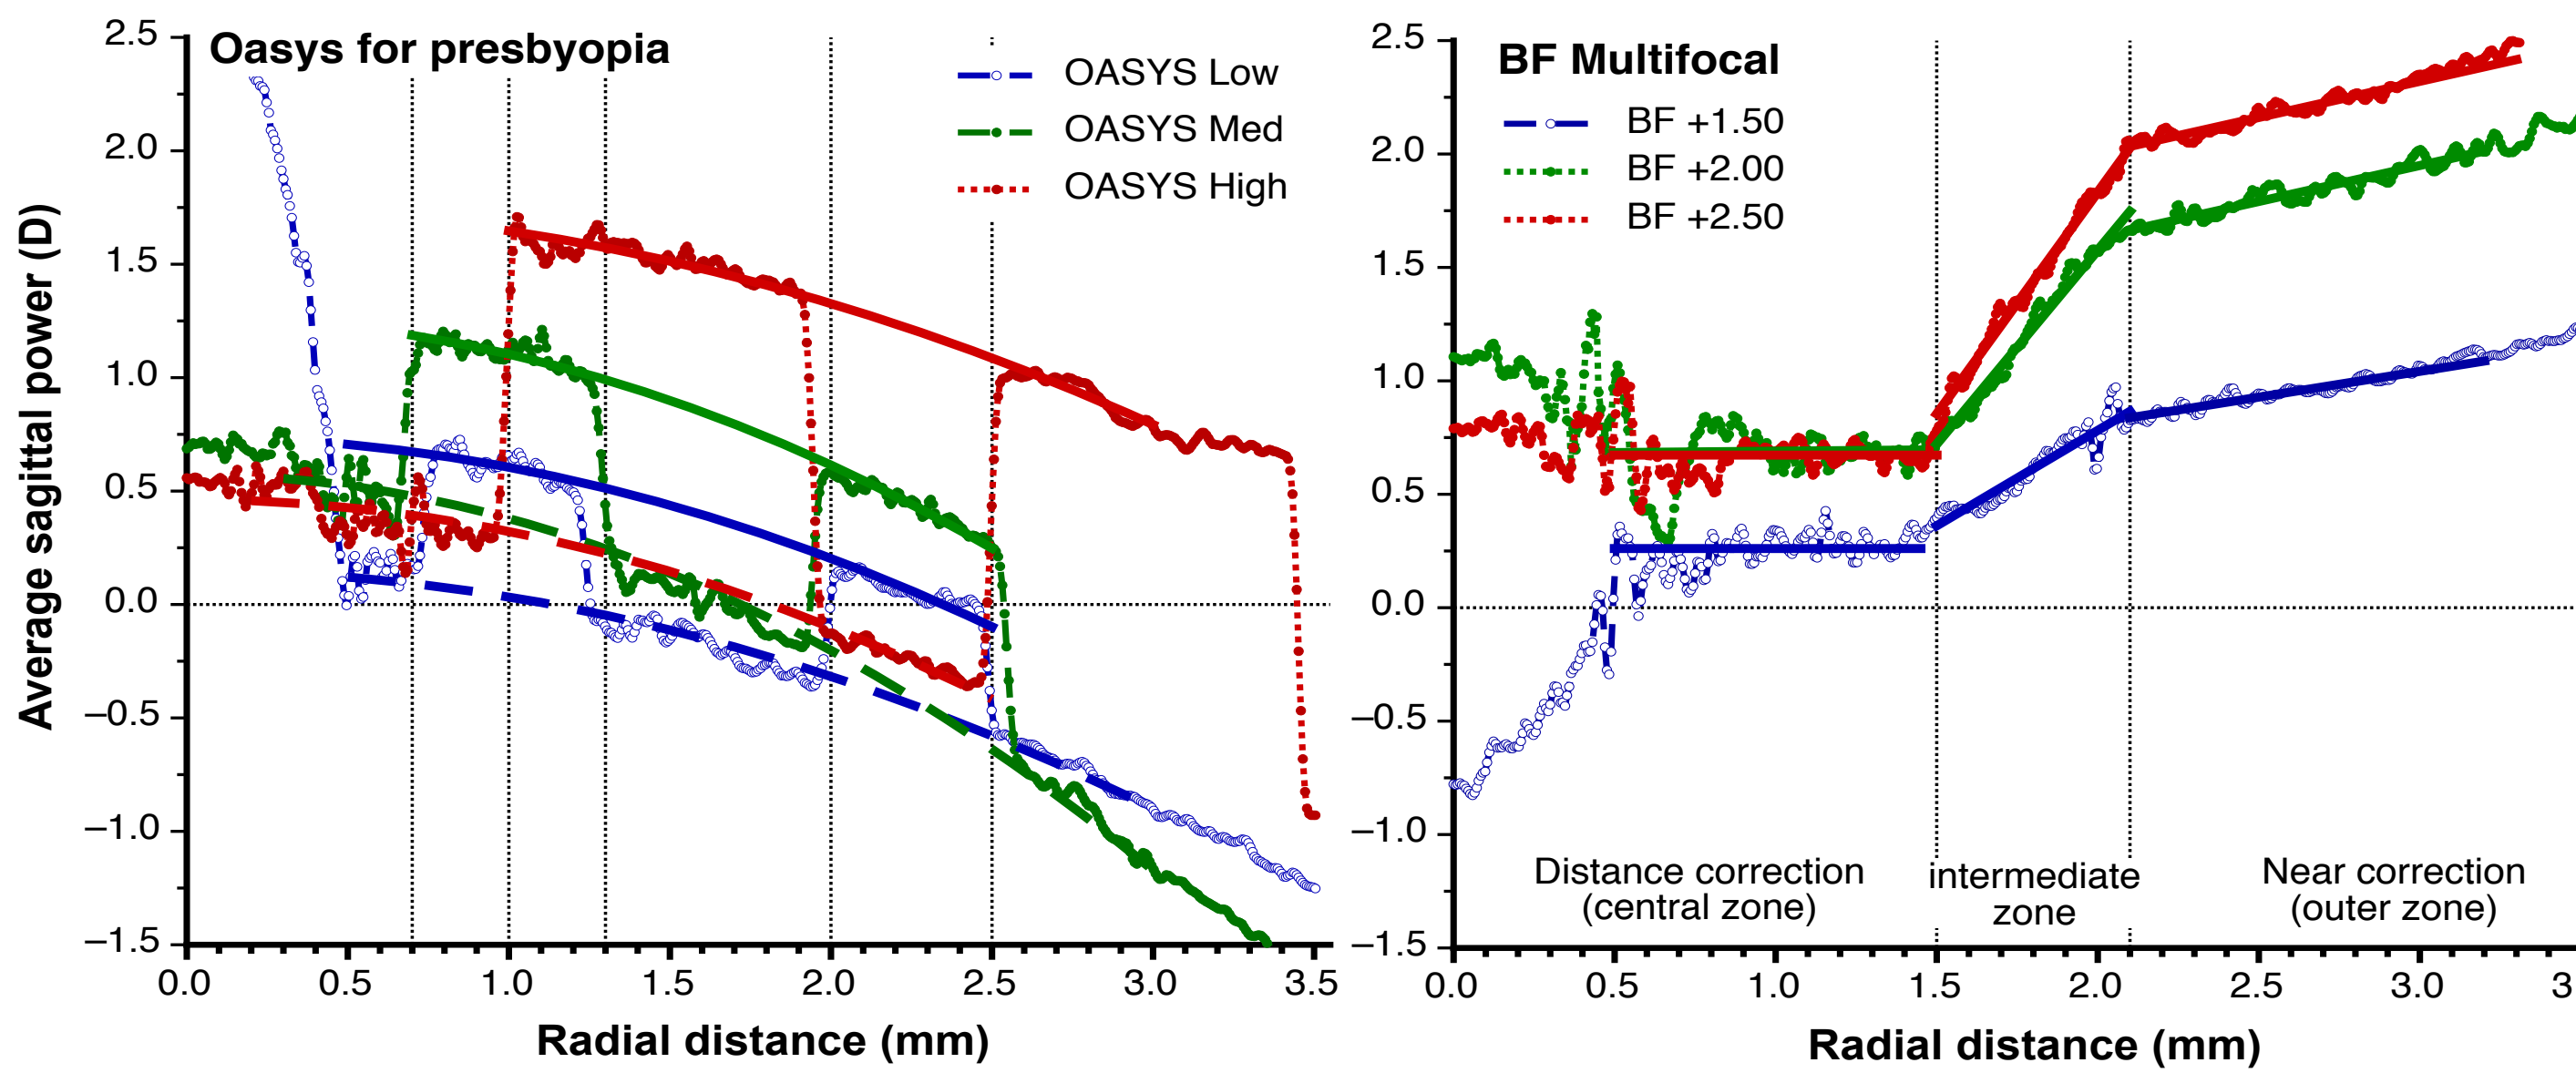 Oasys for presbyopia
OASYS Low
OASYS Med
OASYS High
Average sagittal power (D)
2.5
2.0
1.5
1.0
0.5
0.0
–0.5
–1.0
–1.5
0.0 0.5 1.0 1.5 2.0 2.5 3.0 3.5
Radial distance (mm)
BF Multifocal
BF +1.50
BF +2.00
BF +2.50
2.5
2.0
1.5
1.0
0.5
0.0
–0.5
–1.0
–1.5
Distance correction
(central zone)
intermediate
zone
Near correction
(outer zone)
0.0 0.5 1.0 1.5 2.0 2.5 3.0 3
Radial distance (mm)